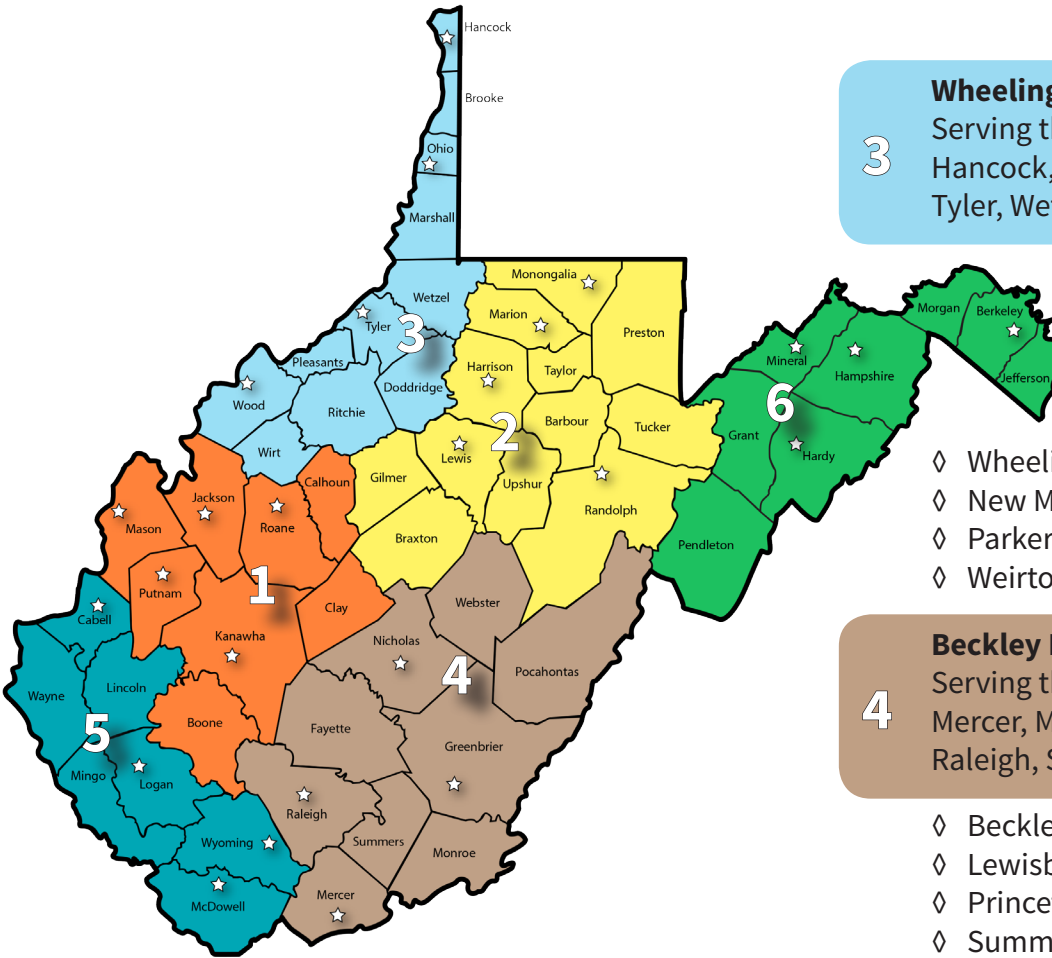 Hancock
Brooke
Ohio
Marshall
Wetzel
Tyler
3
Pleasants
Doddridge
Wood
Ritchie
Wirt
Monongalia
Marion
Preston
Harrison
Taylor
2
Barbour
Tucker
Lewis
Upshur
Gilmer
Randolph
Braxton
Morgan
Berkeley
Jefferson
Mineral
Hampshire
6
Grant
Hardy
Pendleton
Calhoun
Jackson
Roane
Mason
1
Putnam
Clay
Kanawha
Boone
Cabell
Wayne
Lincoln
5
Mingo
Logan
Wyoming
McDowell
Webster
Nicholas
4
Pocahontas
Fayette
Greenbrier
Raleigh
Summers
Monroe
Mercer
3
Wheeling
Serving th
Hancock,
Tyler, We
◊ Wheeli
◊ New M
◊ Parker
◊ Weirto
4
Beckley
Serving th
Mercer, M
Raleigh, S
◊ Beckle
◊ Lewisb
◊ Prince
◊ Summ